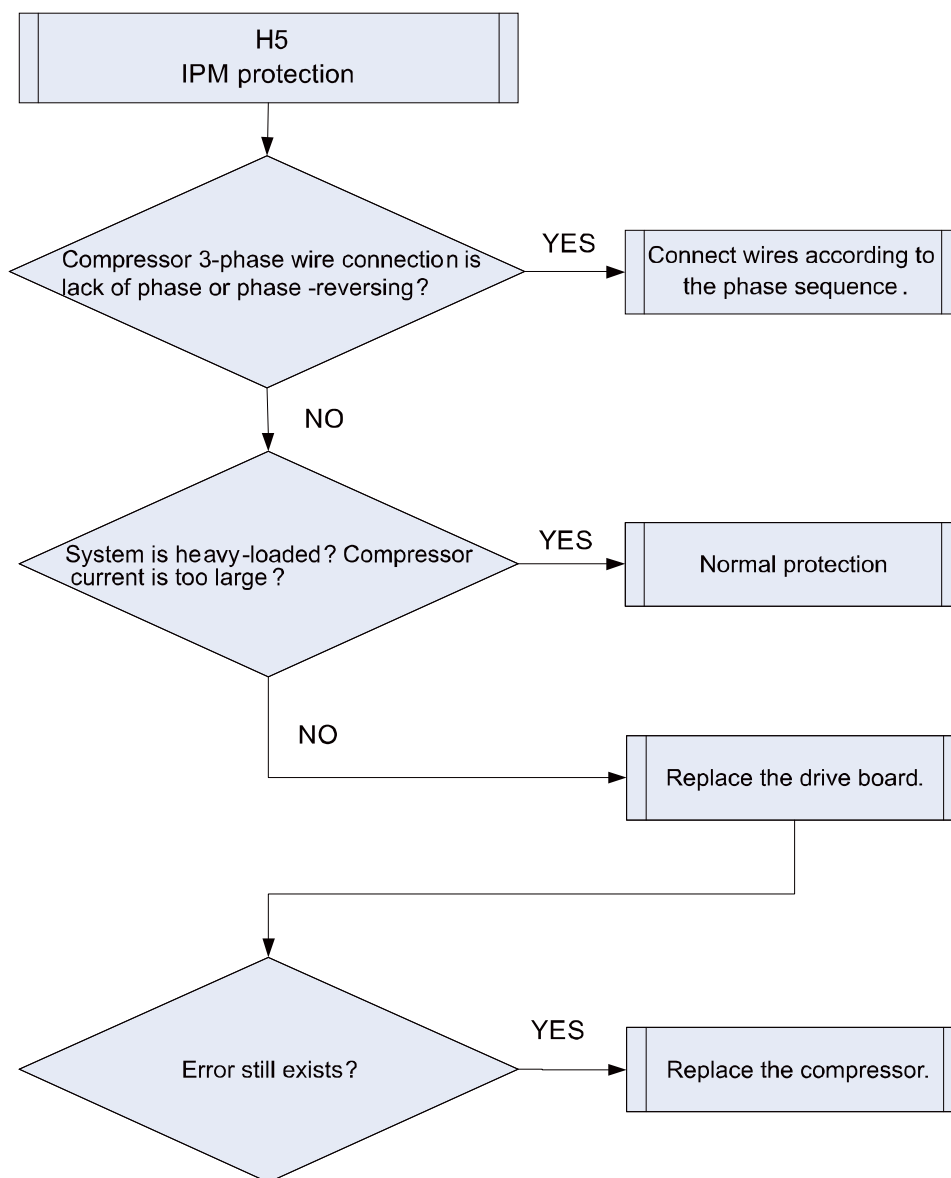 H5
IPM protection
Compressor 3-phase wire connection is
lack of phase or phase -reversing?
YES
Connect wires according to
the phase sequence.
NO
System is heavy-loaded? Compressor
current is too large?
YES
Normal protection
NO
Replace the drive board.
Error still exists?
YES
Replace the compressor.